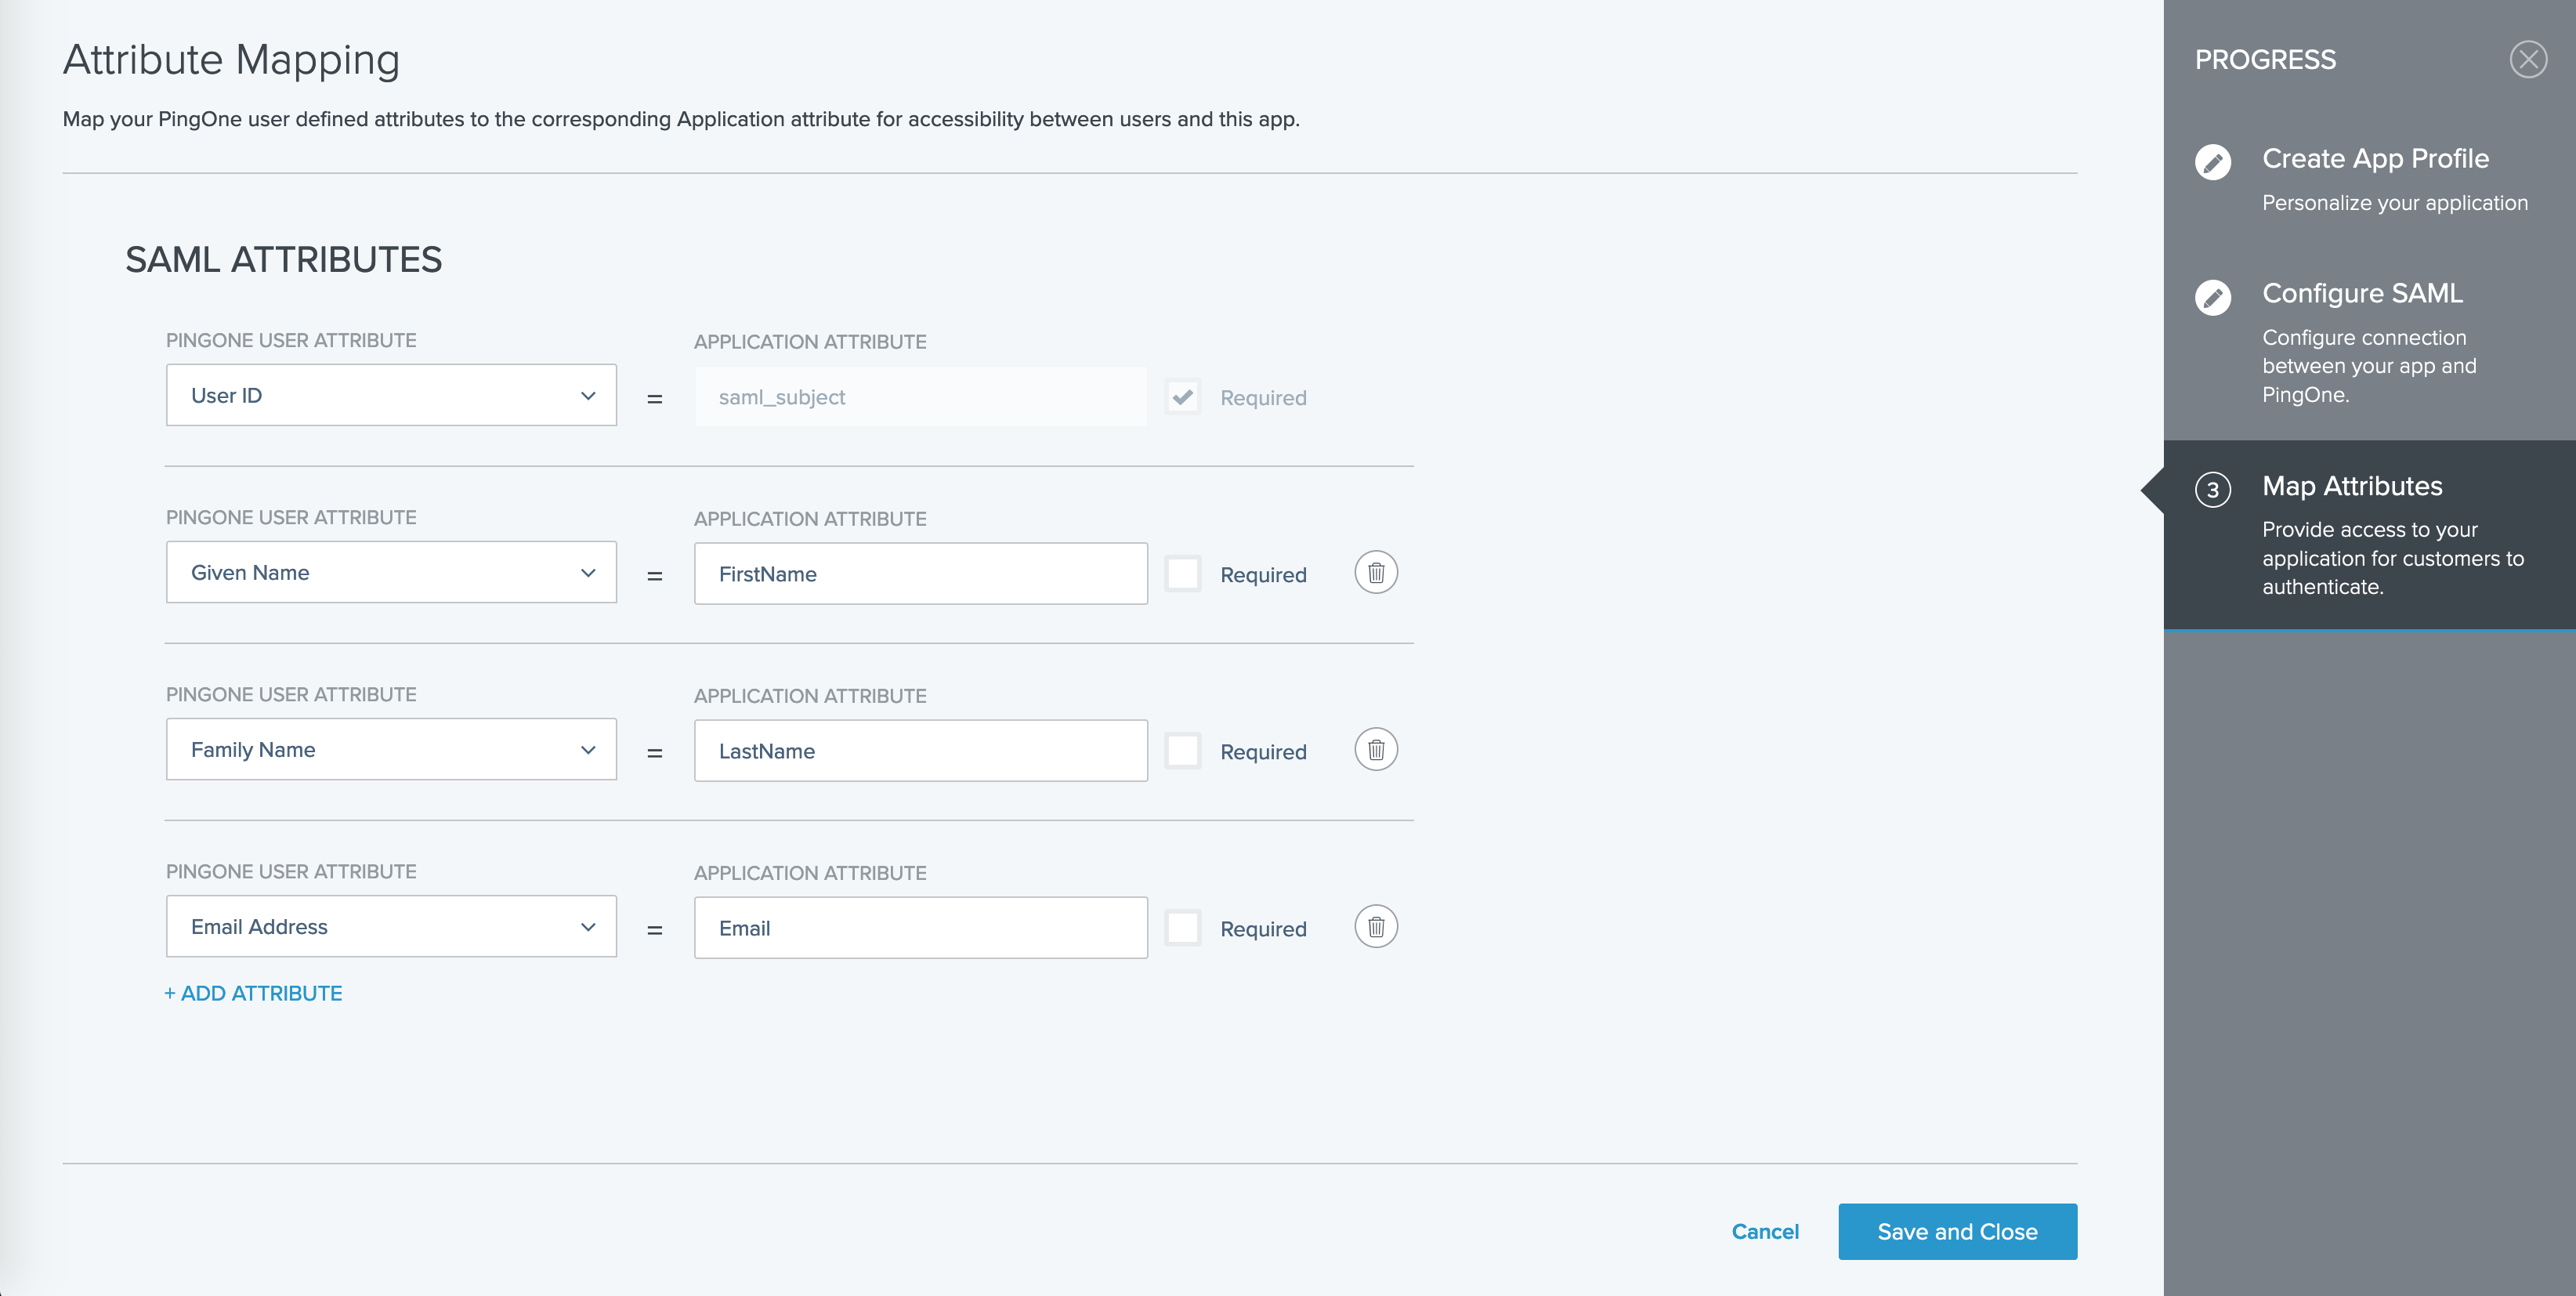 Attribute Mapping
Map your PingOne user defined attributes to the corresponding Application attribute for accessibility between users and this app.
SAML ATTRIBUTES
PINGONE USER ATTRIBUTE
APPLICATION ATTRIBUTE
User ID
=
saml_subject
Required
PINGONE USER ATTRIBUTE
APPLICATION ATTRIBUTE
Given Name
=
FirstName
Required
PINGONE USER ATTRIBUTE
APPLICATION ATTRIBUTE
Family Name
=
LastName
Required
PINGONE USER ATTRIBUTE
APPLICATION ATTRIBUTE
Email Address
=
Email
Required
+ ADD ATTRIBUTE
Cancel
Save and Close
PROGRESS
Create App Profile
Personalize your application
Configure SAML
Configure connection
between your app and
PingOne.
3
Map Attributes
Provide access to your
application for customers to
authenticate.